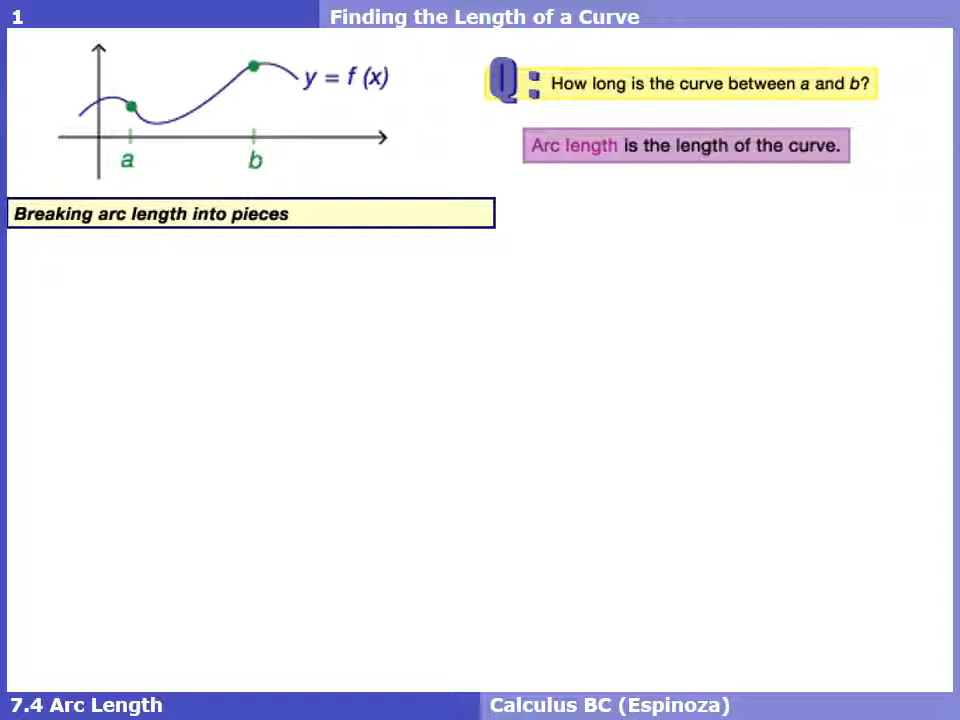 1
Finding the Length of a Curve
y = f (x)
a
b
Q:
How long is the curve between a and b?
Arc length is the length of the curve.
Breaking arc length into pieces
7.4 Arc Length
Calculus BC (Espinoza)